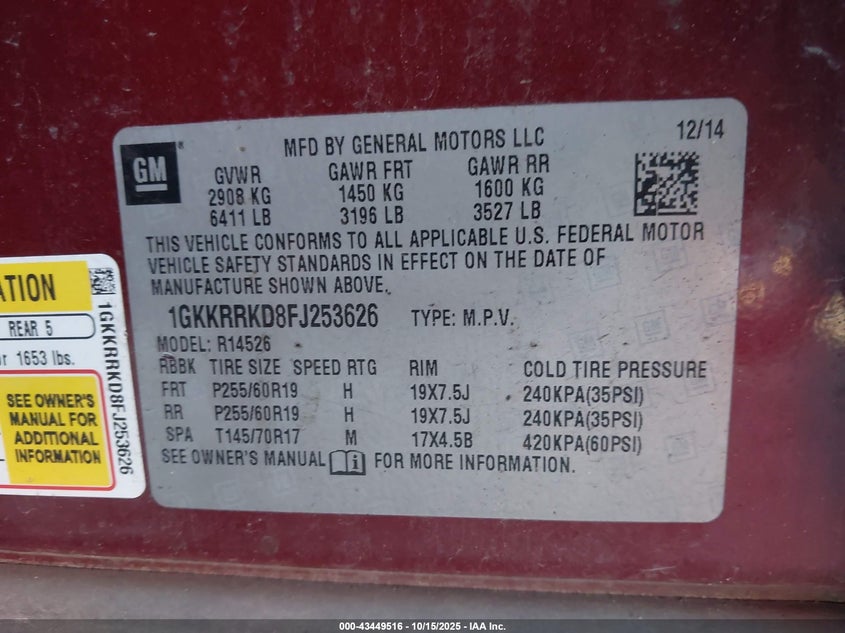 MFD BY GENERAL MOTORS LLC 12/14
GM
GVWR GAWR FRT GAWR RR
2908 KG 1450 KG 1600 KG
6411 LB 3196 LB 3527 LB
THIS VEHICLE CONFORMS TO ALL APPLICABLE U.S. FEDERAL MOTOR
VEHICLE SAFETY STANDARDS IN EFFECT ON THE DATE OF
MANUFACTURE SHOWN ABOVE.
1GKKRRKD8FJ253626 TYPE: M.P.V.
MODEL: R14526
RBBK TIRE SIZE SPEED RTG RIM COLD TIRE PRESSURE
FRT P255/60R19 H 19X7.5J 240KPA(35PSI)
RR P255/60R19 H 19X7.5J 240KPA(35PSI)
SPA T145/70R17 M 17X4.5B 420KPA(60PSI)
SEE OWNER'S MANUAL i FOR MORE INFORMATION.
ATION
REAR 5
or 1653 lbs.
SEE OWNER'S
MANUAL FOR
ADDITIONAL
INFORMATION
1GKKRRKD8FJ253626
000-43449516 - 10/15/2025 - IAA Inc.